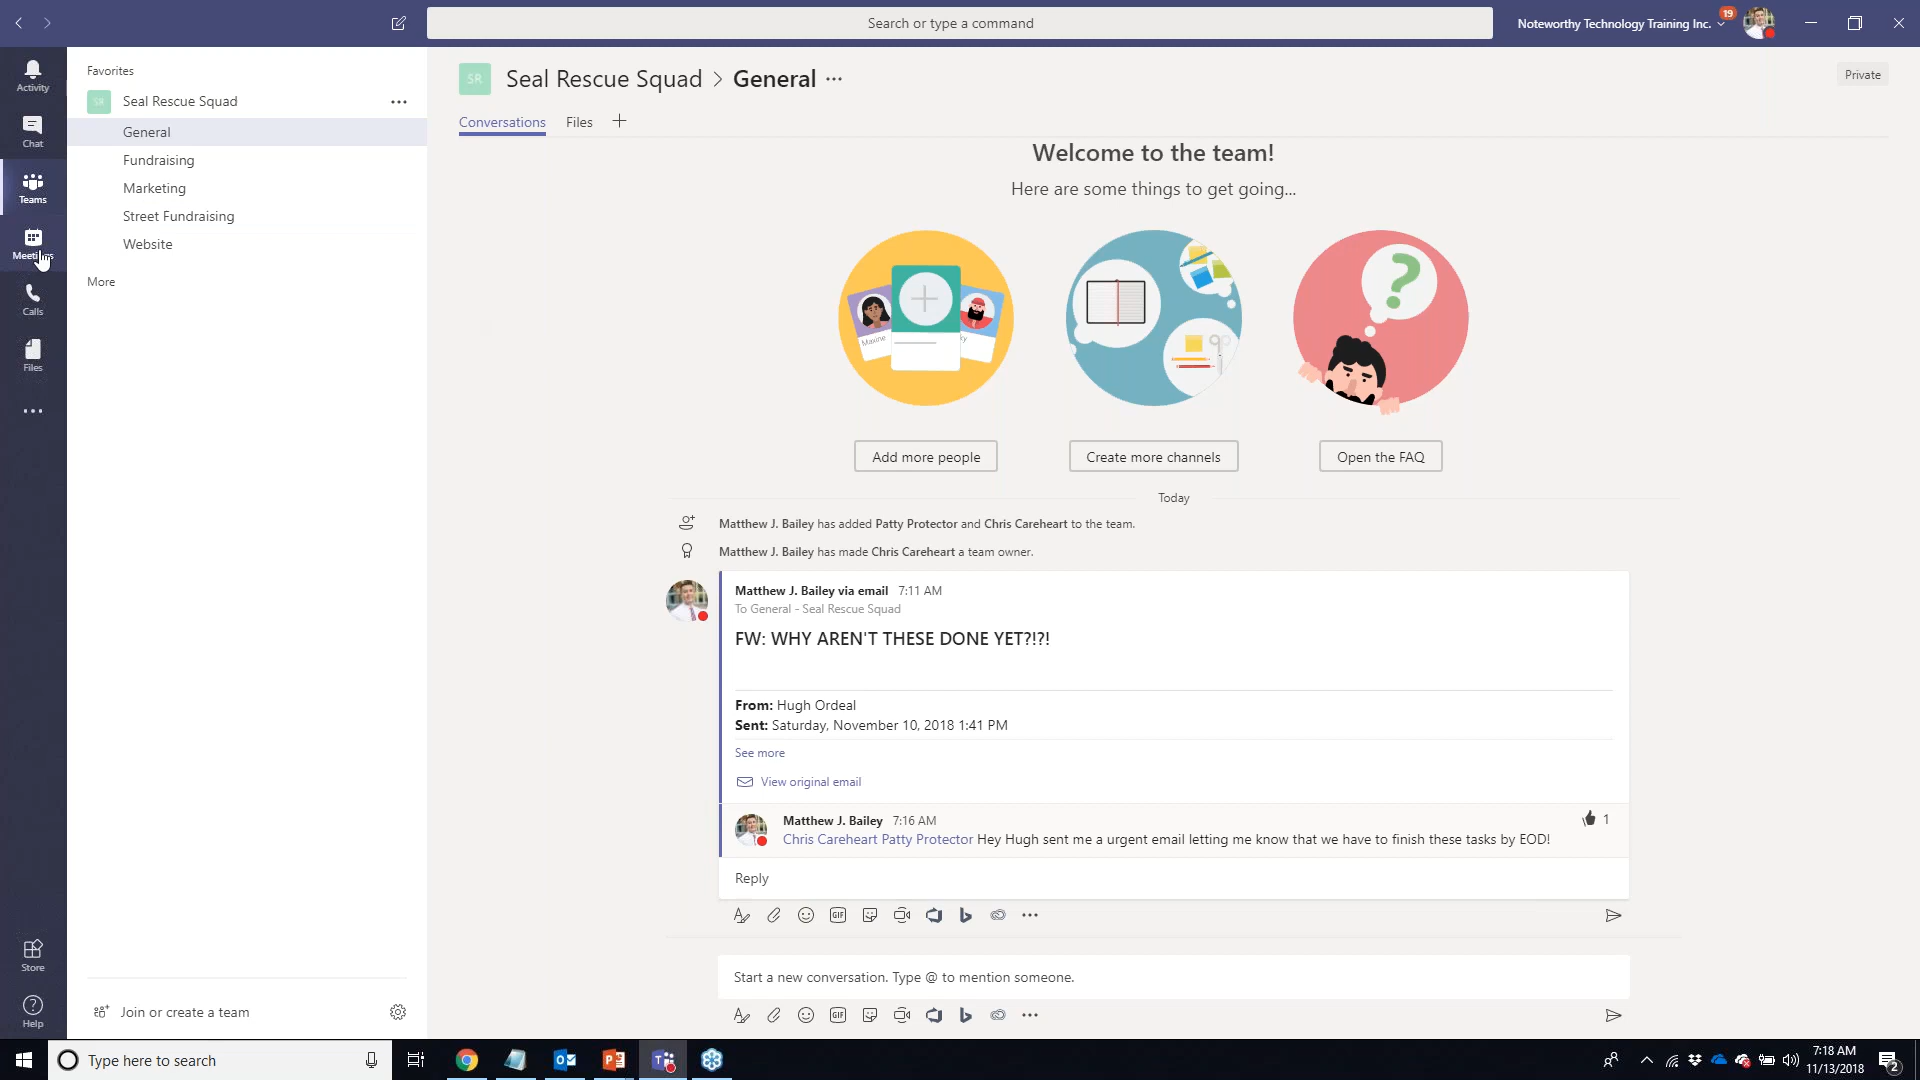 Search or type a command
Noteworthy Technology Training Inc.
19
Activity
Chat
Teams
Calls
Files
Store
Help
Favorites
SR Seal Rescue Squad
General
Fundraising
Marketing
Street Fundraising
Website
More
Join or create a team
SR Seal Rescue Squad > General
Private
Conversations Files
Welcome to the team!
Here are some things to get going...
Maxine
Add more people
Create more channels
Open the FAQ
Today
Matthew J. Bailey has added Patty Protector and Chris Careheart to the team.
Matthew J. Bailey has made Chris Careheart a team owner.
Matthew J. Bailey via email 7:11 AM
To General - Seal Rescue Squad
FW: WHY AREN'T THESE DONE YET?!?!
From: Hugh Ordeal
Sent: Saturday, November 10, 2018 1:41 PM
See more
View original email
Matthew J. Bailey 7:16 AM
1
Chris Careheart Patty Protector Hey Hugh sent me a urgent email letting me know that we have to finish these tasks by EOD!
Reply
GIF
Start a new conversation. Type @ to mention someone.
GIF
Type here to search
7:18 AM
11/13/2018
2